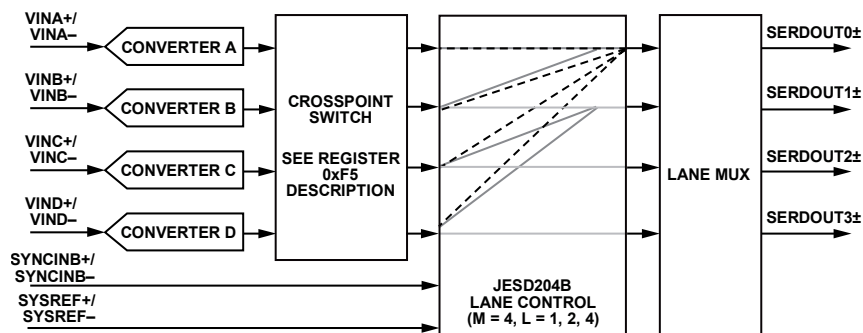 VINA+/
VINA–
CONVERTER A
VINB+/
VINB–
CONVERTER B
VINC+/
VINC–
CONVERTER C
VIND+/
VIND–
CONVERTER D
SYNCINB+/
SYNCINB–
SYSREF+/
SYSREF–
CROSSPOINT
SWITCH
SEE REGISTER
0xF5
DESCRIPTION
JESD204B
LANE CONTROL
(M = 4, L = 1, 2, 4)
LANE MUX
SERDOUT0±
SERDOUT1±
SERDOUT2±
SERDOUT3±